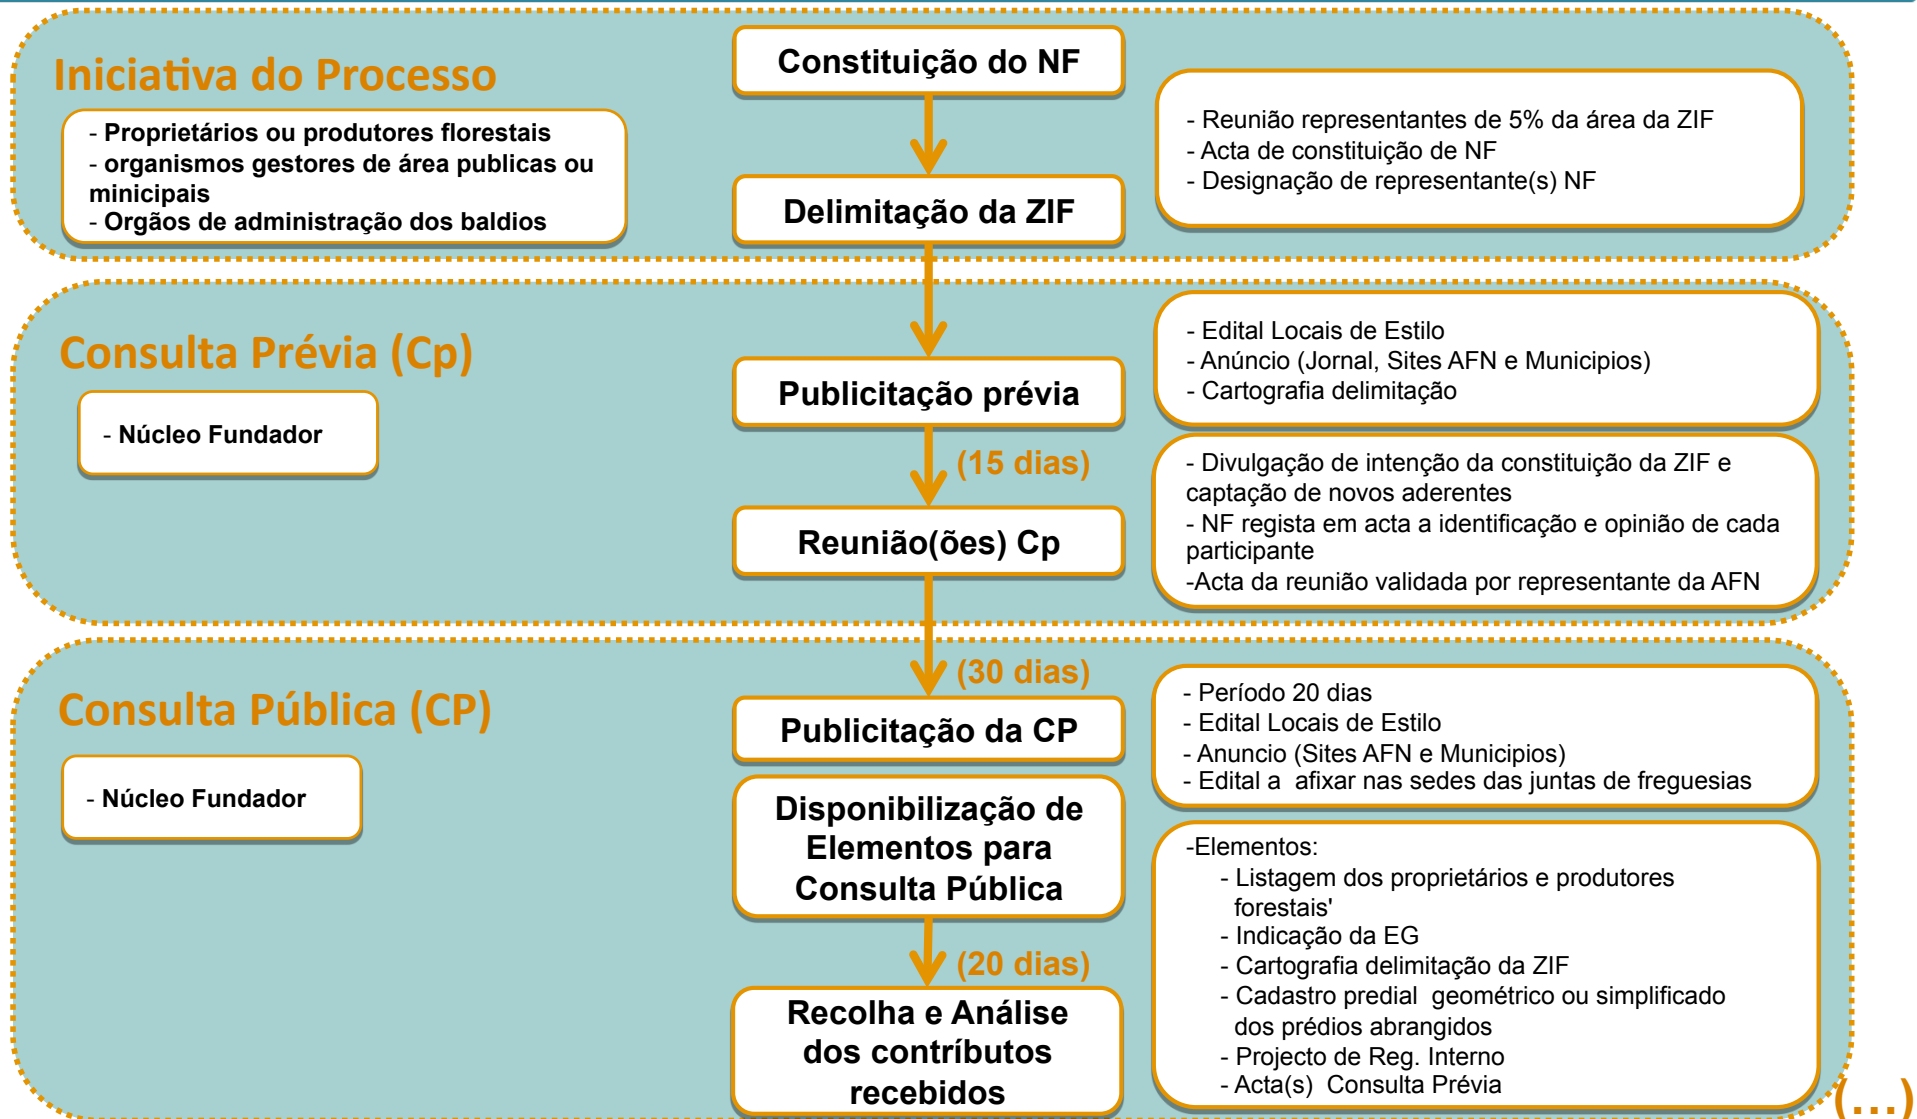 Iniciativa do Processo
- Proprietários ou produtores florestais
- organismos gestores de área publicas ou
minicipais
- Orgãos de administração dos baldios
Constituição do NF
Delimitação da ZIF
- Reunião representantes de 5% da área da ZIF
- Acta de constituição de NF
- Designação de representante(s) NF
Consulta Prévia (Cp)
- Núcleo Fundador
Publicitação prévia
(15 dias)
Reunião(ões) Cp
- Edital Locais de Estilo
- Anúncio (Jornal, Sites AFN e Municipios)
- Cartografia delimitação
- Divulgação de intenção da constituição da ZIF e
captação de novos aderentes
- NF regista em acta a identificação e opinião de cada
participante
-Acta da reunião validada por representante da AFN
(30 dias)
Consulta Pública (CP)
- Núcleo Fundador
Publicitação da CP
Disponibilização de
Elementos para
Consulta Pública
(20 dias)
Recolha e Análise
dos contríbutos
recebidos
- Período 20 dias
- Edital Locais de Estilo
- Anuncio (Sites AFN e Municipios)
- Edital a afixar nas sedes das juntas de freguesias
-Elementos:
- Listagem dos proprietários e produtores
forestais'
- Indicação da EG
- Cartografia delimitação da ZIF
- Cadastro predial geométrico ou simplificado
dos prédios abrangidos
- Projecto de Reg. Interno
- Acta(s) Consulta Prévia
(...)